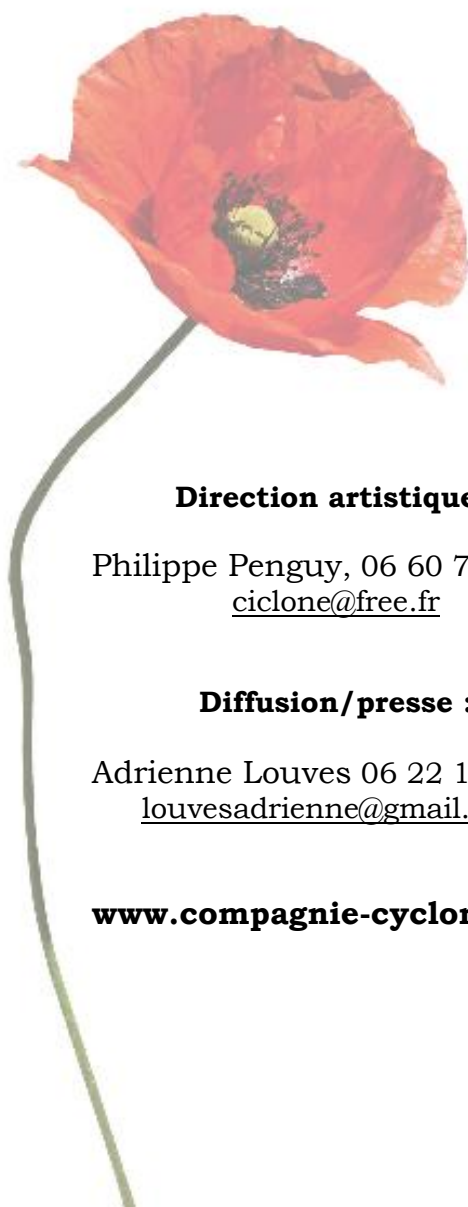 Direction artistique
Philippe Penguy, 06 60 7
ciclone@free.fr
Diffusion/presse :
Adrienne Louves 06 22 1
louvesadrienne@gmail.
www.compagnie-cyclon